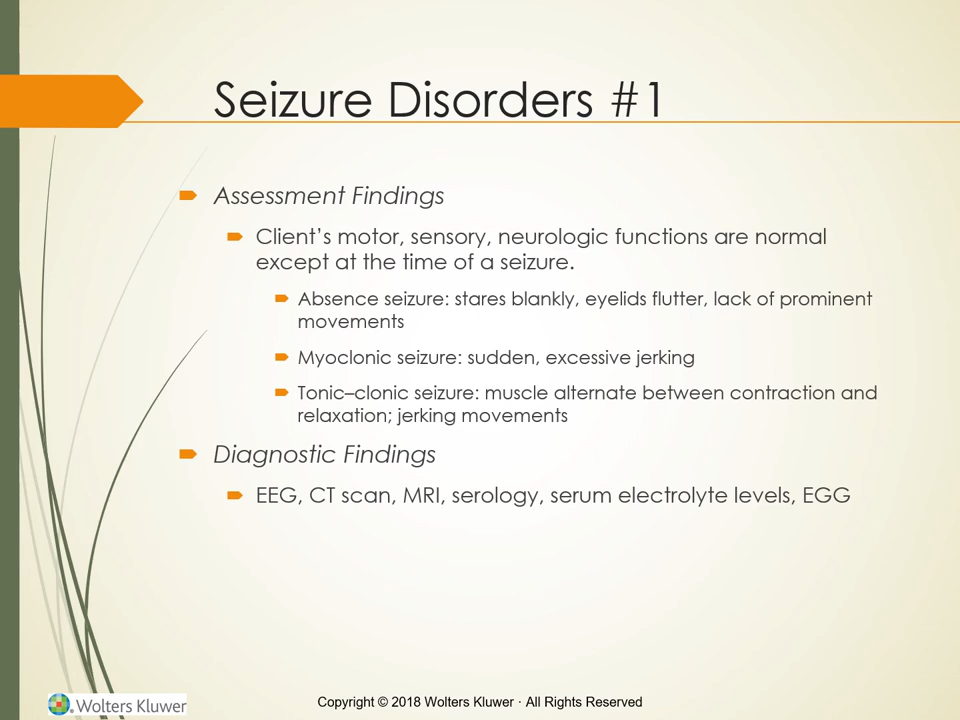 Seizure Disorders #1
Assessment Findings
Client’s motor, sensory, neurologic functions are normal
except at the time of a seizure.
Absence seizure: stares blankly, eyelids flutter, lack of prominent
movements
Myoclonic seizure: sudden, excessive jerking
Tonic–clonic seizure: muscle alternate between contraction and
relaxation; jerking movements
Diagnostic Findings
EEG, CT scan, MRI, serology, serum electrolyte levels, EGG
Wolters Kluwer
Copyright © 2018 Wolters Kluwer · All Rights Reserved